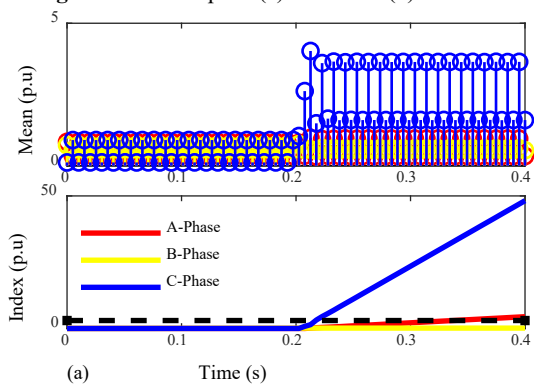 5
Mean (p.u)
0
0 0.1 0.2 0.3 0.4
50
Index (p.u)
A-Phase
B-Phase
C-Phase
0
0 0.1 0.2 0.3 0.4
(a) Time (s)